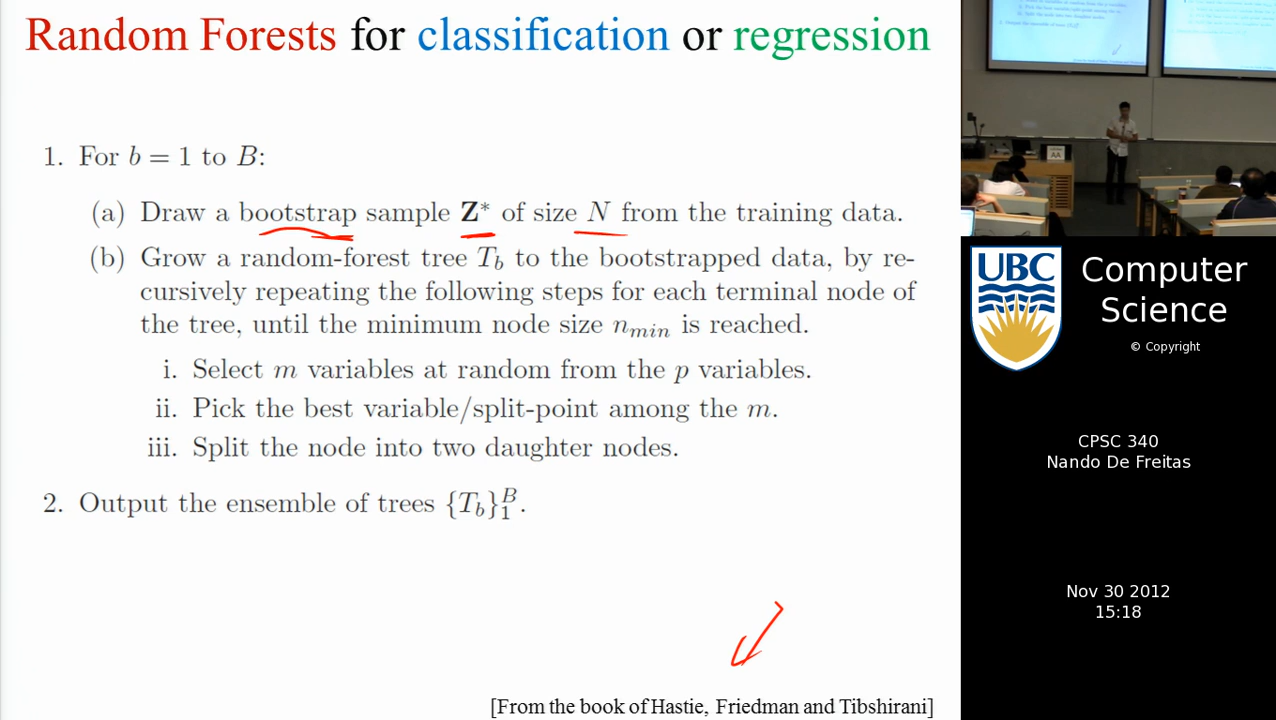 Random Forests for classification or regression
1. For b = 1 to B:
(a) Draw a bootstrap sample Z* of size N from the training data.
(b) Grow a random-forest tree T_b to the bootstrapped data, by re-
cursively repeating the following steps for each terminal node of
the tree, until the minimum node size n_min is reached.
i. Select m variables at random from the p variables.
ii. Pick the best variable/split-point among the m.
iii. Split the node into two daughter nodes.
2. Output the ensemble of trees {T_b}_1^B.
[From the book of Hastie, Friedman and Tibshirani]
AA
UBC
Computer
Science
© Copyright
CPSC 340
Nando De Freitas
Nov 30 2012
15:18